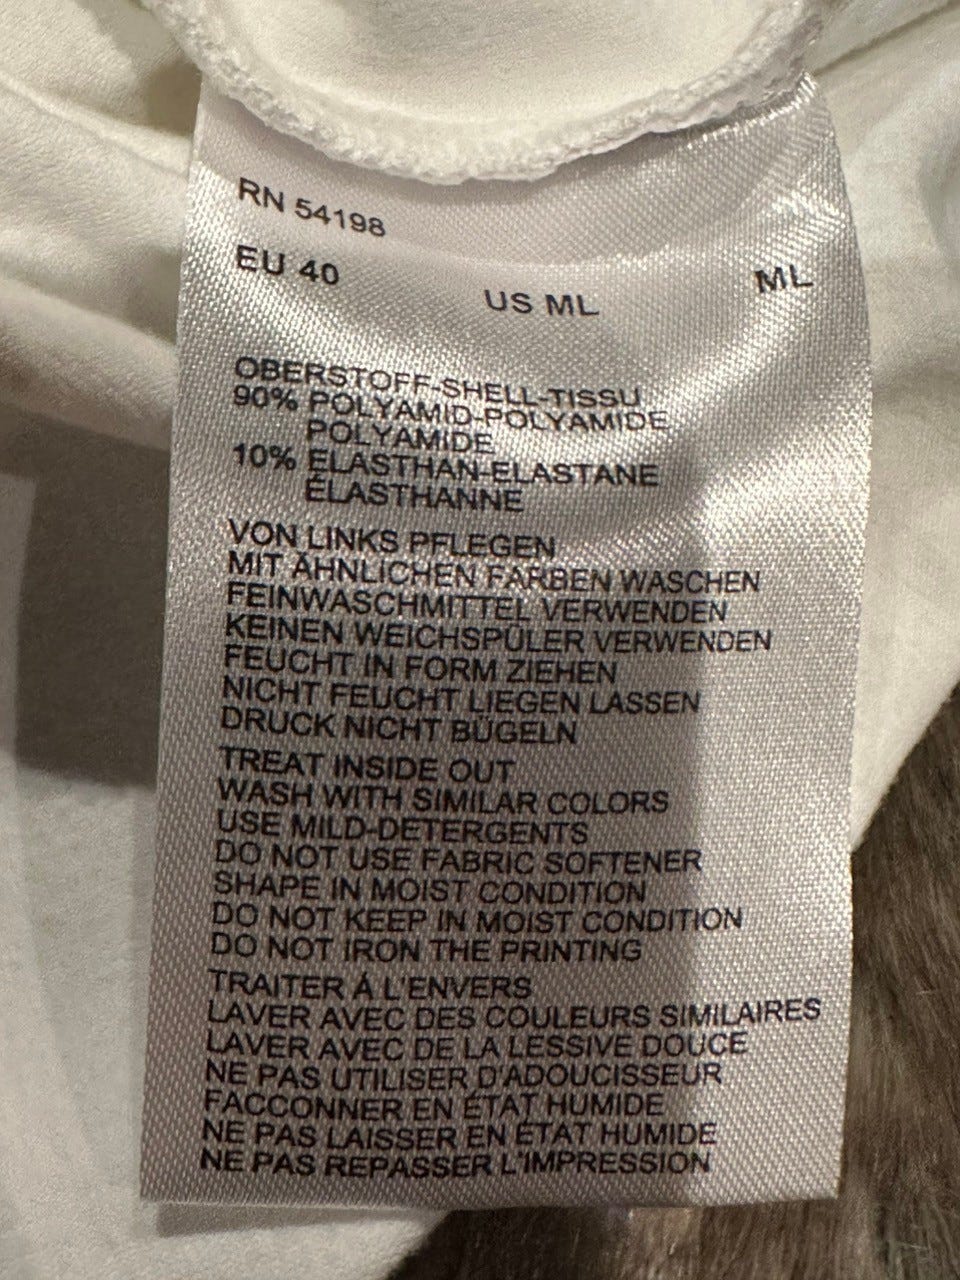 RN 54198
EU 40 US ML ML
OBERSTOFF-SHELL-TISSU
90% POLYAMID-POLYAMIDE
POLYAMIDE
10% ELASTHAN-ELASTANE
ÉLASTHANNE
VON LINKS PFLEGEN
MIT ÄHNLICHEN FARBEN WASCHEN
FEINWASCHMITTEL VERWENDEN
KEINEN WEICHSPÜLER VERWENDEN
FEUCHT IN FORM ZIEHEN
NICHT FEUCHT LIEGEN LASSEN
DRUCK NICHT BÜGELN
TREAT INSIDE OUT
WASH WITH SIMILAR COLORS
USE MILD-DETERGENTS
DO NOT USE FABRIC SOFTENER
SHAPE IN MOIST CONDITION
DO NOT KEEP IN MOIST CONDITION
DO NOT IRON THE PRINTING
TRAITER Á L'ENVERS
LAVER AVEC DES COULEURS SIMILAIRES
LAVER AVEC DE LA LESSIVE DOUCE
NE PAS UTILISER D'ADOUCISSEUR
FACCONNER EN ÉTAT HUMIDE
NE PAS LAISSER EN ÉTAT HUMIDE
NE PAS REPASSER L'IMPRESSION